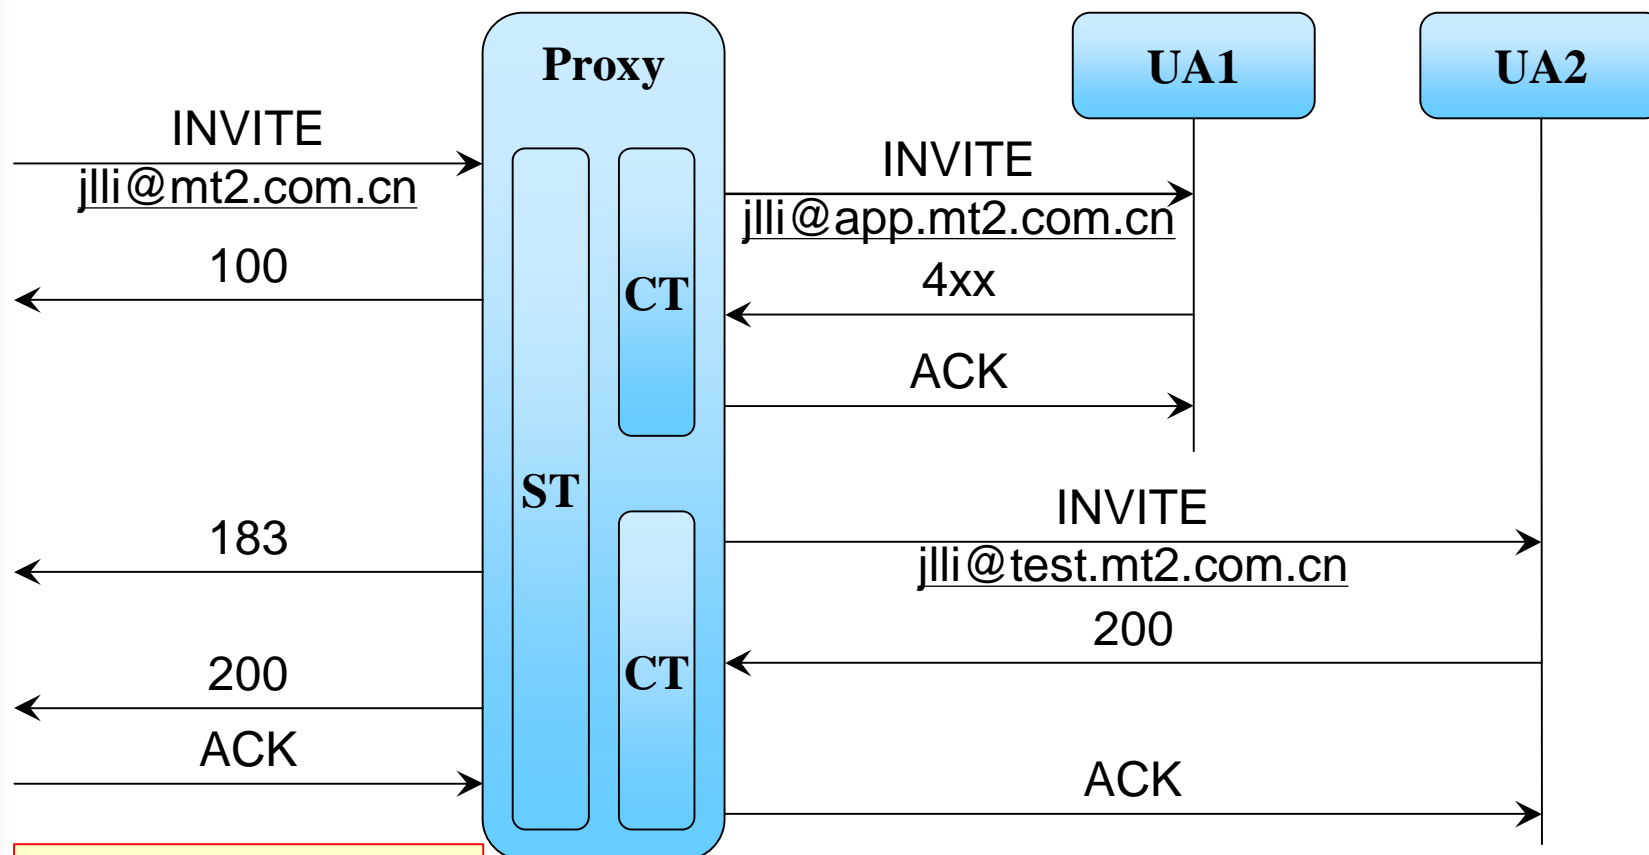 Proxy
UA1
UA2
INVITE
jlli@mt2.com.cn
INVITE
jlli@app.mt2.com.cn
100
CT
4xx
ACK
ST
183
INVITE
jlli@test.mt2.com.cn
200
CT
200
ACK
ACK